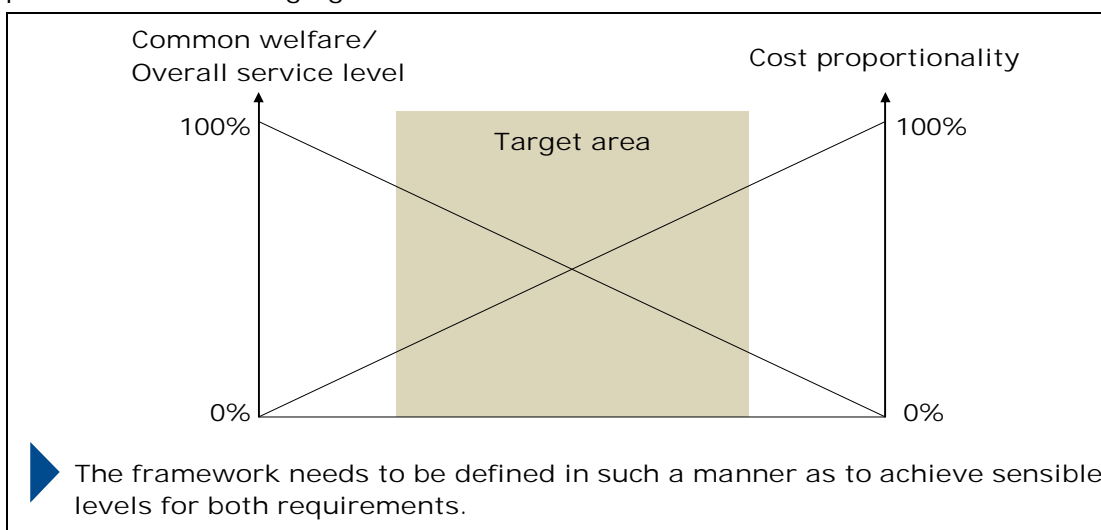 Common welfare/
Overall service level
Cost proportionality
100%
Target area
100%
0%
0%
The framework needs to be defined in such a manner as to achieve sensible
levels for both requirements.